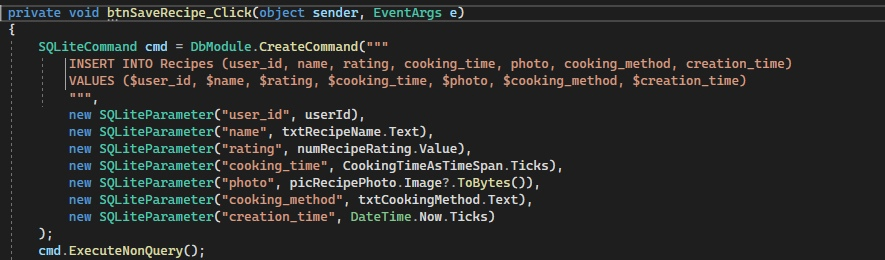 private void btnSaveRecipe_Click(object sender, EventArgs e)
{
    SQLiteCommand cmd = DbModule.CreateCommand("""
        INSERT INTO Recipes (user_id, name, rating, cooking_time, photo, cooking_method, creation_time)
        VALUES ($user_id, $name, $rating, $cooking_time, $photo, $cooking_method, $creation_time)
        """,
        new SQLiteParameter("user_id", userId),
        new SQLiteParameter("name", txtRecipeName.Text),
        new SQLiteParameter("rating", numRecipeRating.Value),
        new SQLiteParameter("cooking_time", CookingTimeAsTimeSpan.Ticks),
        new SQLiteParameter("photo", picRecipePhoto.Image?.ToBytes()),
        new SQLiteParameter("cooking_method", txtCookingMethod.Text),
        new SQLiteParameter("creation_time", DateTime.Now.Ticks)
    );
    cmd.ExecuteNonQuery();